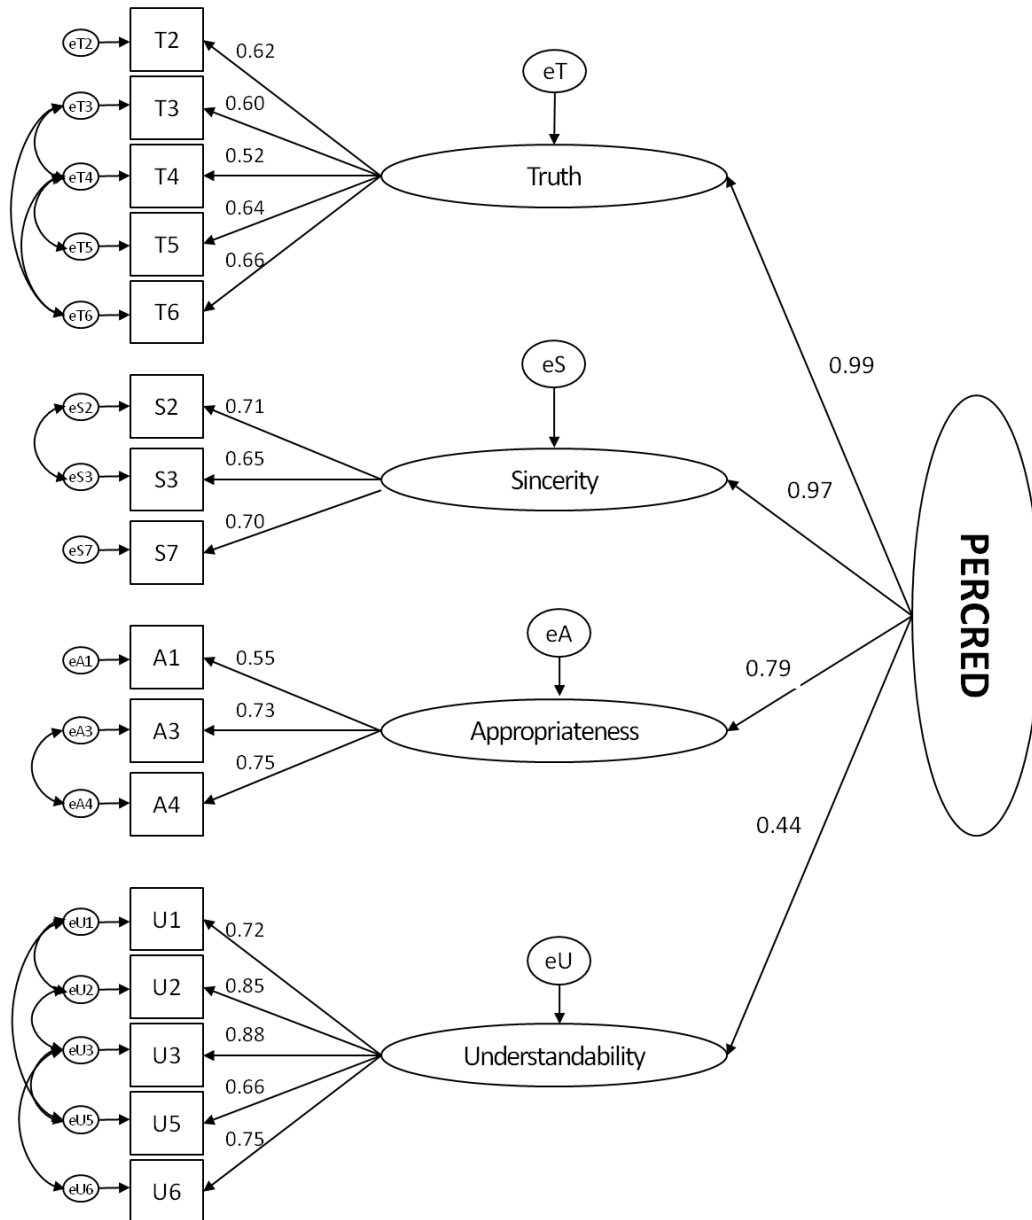 eT2
T2
0.62
eT
eT3
T3
0.60
eT4
T4
0.52
Truth
eT5
T5
0.64
eT6
T6
0.66
0.99
eS
eS2
S2
0.71
eS3
S3
0.65
Sincerity
0.97
eS7
S7
0.70
PERCRED
eA
eA1
A1
0.55
0.79
eA3
A3
0.73
Appropriateness
eA4
A4
0.75
0.44
eU1
U1
0.72
eU
eU2
U2
0.85
eU3
U3
0.88
Understandability
eU5
U5
0.66
eU6
U6
0.75